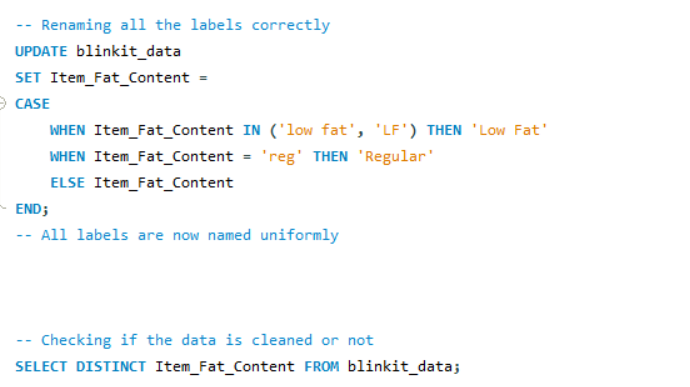 -- Renaming all the labels correctly
UPDATE blinkit_data
SET Item_Fat_Content =
CASE
    WHEN Item_Fat_Content IN ('low fat', 'LF') THEN 'Low Fat'
    WHEN Item_Fat_Content = 'reg' THEN 'Regular'
    ELSE Item_Fat_Content
END;
-- All labels are now named uniformly
-- Checking if the data is cleaned or not
SELECT DISTINCT Item_Fat_Content FROM blinkit_data;